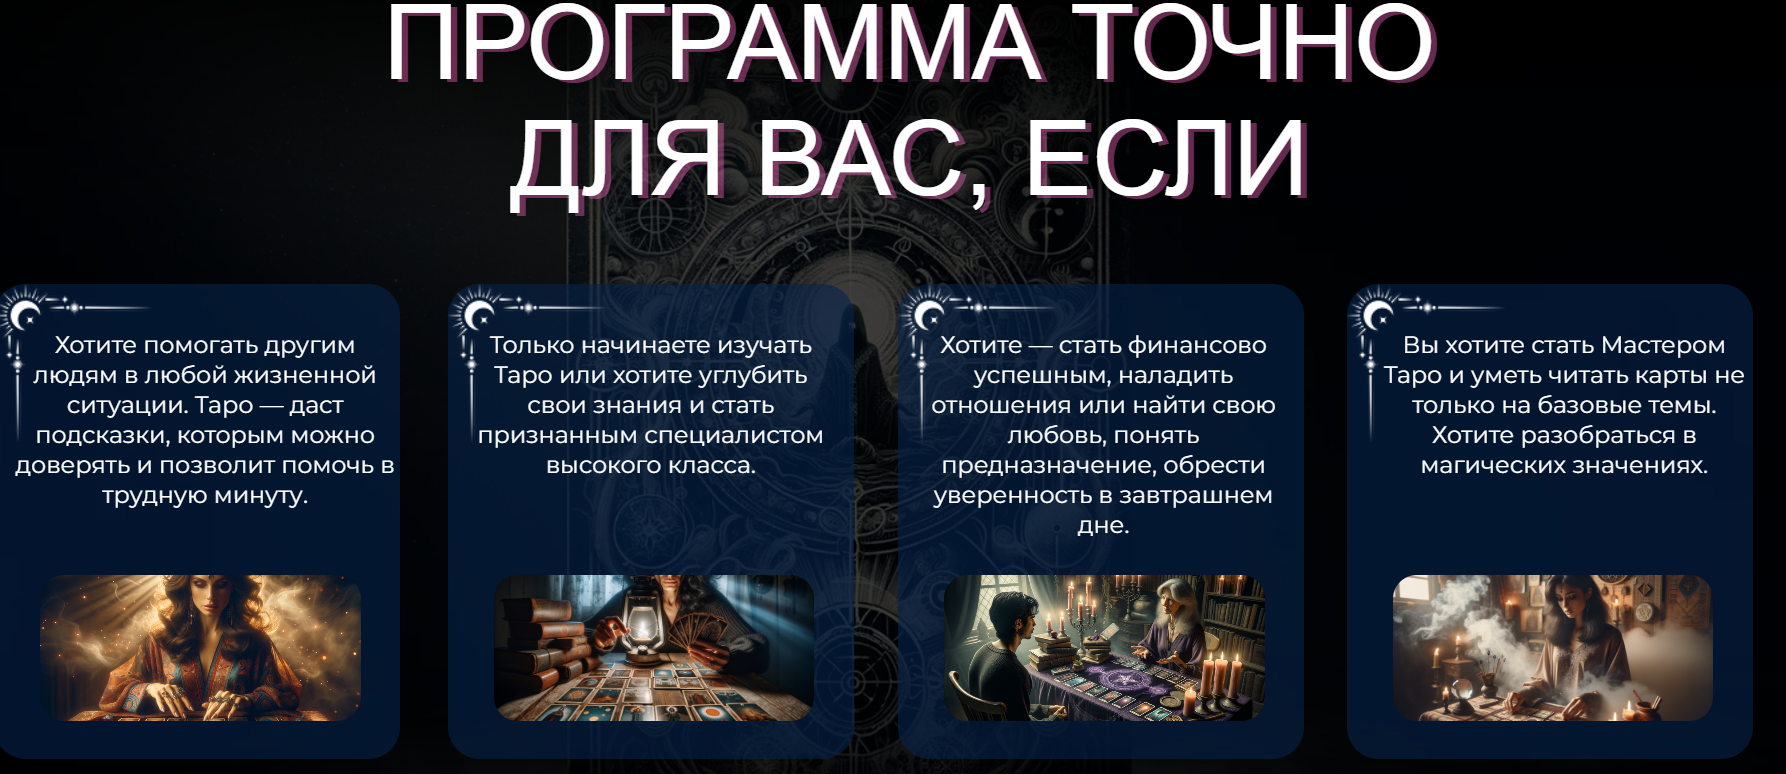 ПРОГРАММА ТОЧНО
ДЛЯ ВАС, ЕСЛИ
Хотите помогать другим
людям в любой жизненной
ситуации. Таро — даст
подсказки, которым можно
доверять и позволит помочь в
трудную минуту.
Только начинаете изучать
Таро или хотите углубить
свои знания и стать
признанным специалистом
высокого класса.
Хотите — стать финансово
успешным, наладить
отношения или найти свою
любовь, понять
предназначение, обрести
уверенность в завтрашнем
дне.
Вы хотите стать Мастером
Таро и уметь читать карты не
только на базовые темы.
Хотите разобраться в
магических значениях.